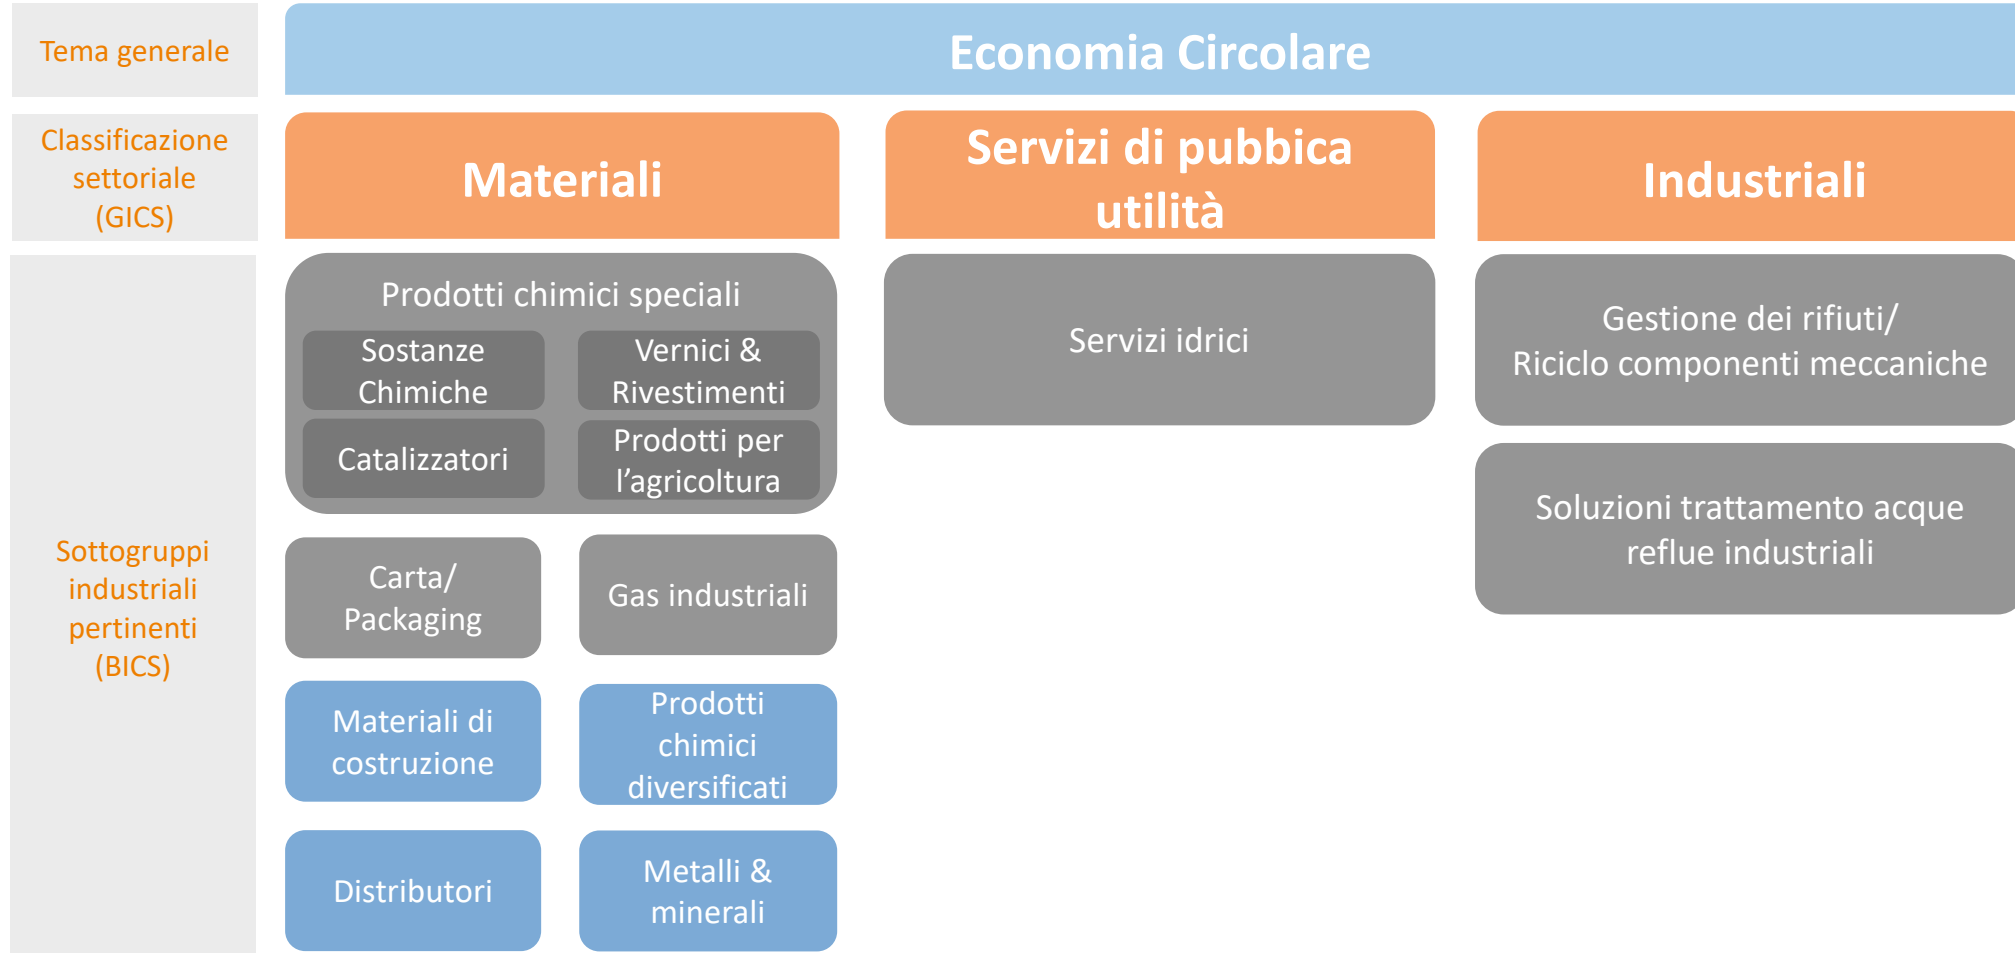 Tema generale
Economia Circolare
Classificazione
settoriale
(GICS)
Materiali
Servizi di pubbica
utilità
Industriali
Sottogruppi
industriali
pertinenti
(BICS)
Prodotti chimici speciali
Sostanze
Chimiche
Vernici &
Rivestimenti
Catalizzatori
Prodotti per
l’agricoltura
Carta/
Packaging
Gas industriali
Materiali di
costruzione
Prodotti
chimici
diversificati
Distributori
Metalli &
minerali
Servizi idrici
Gestione dei rifiuti/
Riciclo componenti meccaniche
Soluzioni trattamento acque
reflue industriali